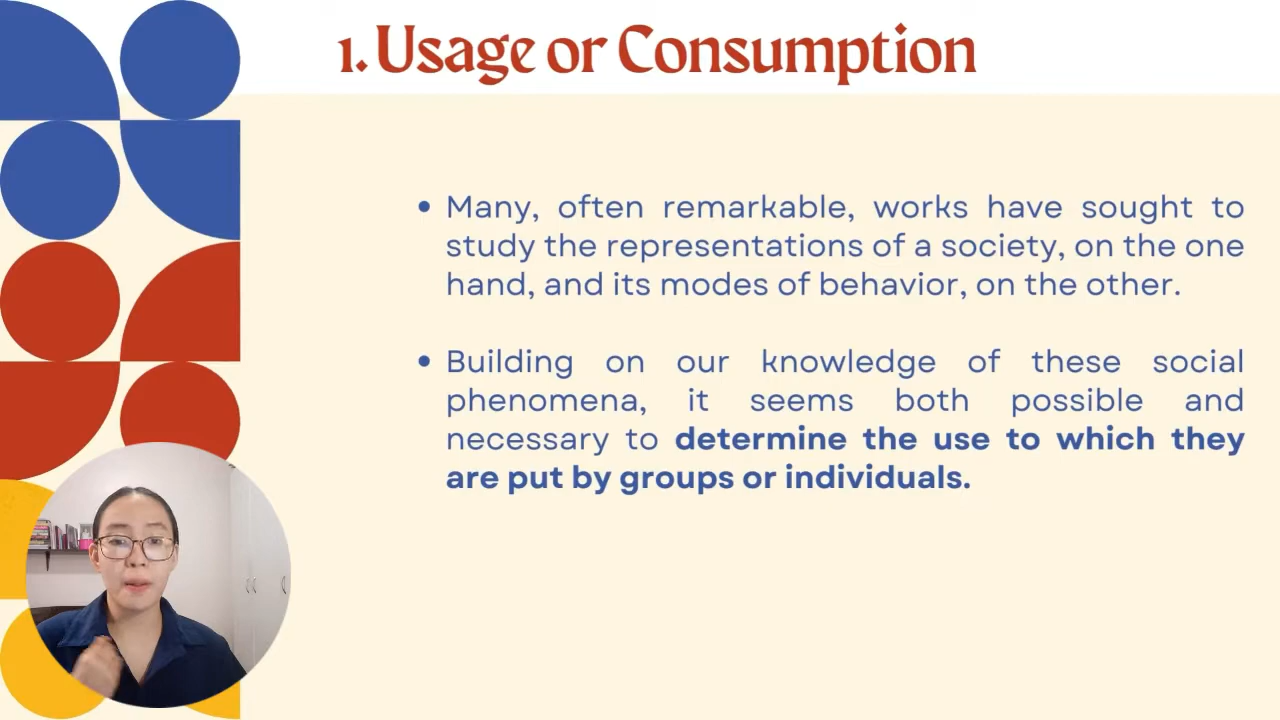 1. Usage or Consumption
• Many, often remarkable, works have sought to
study the representations of a society, on the one
hand, and its modes of behavior, on the other.
• Building on our knowledge of these social
phenomena, it seems both possible and
necessary to determine the use to which they
are put by groups or individuals.